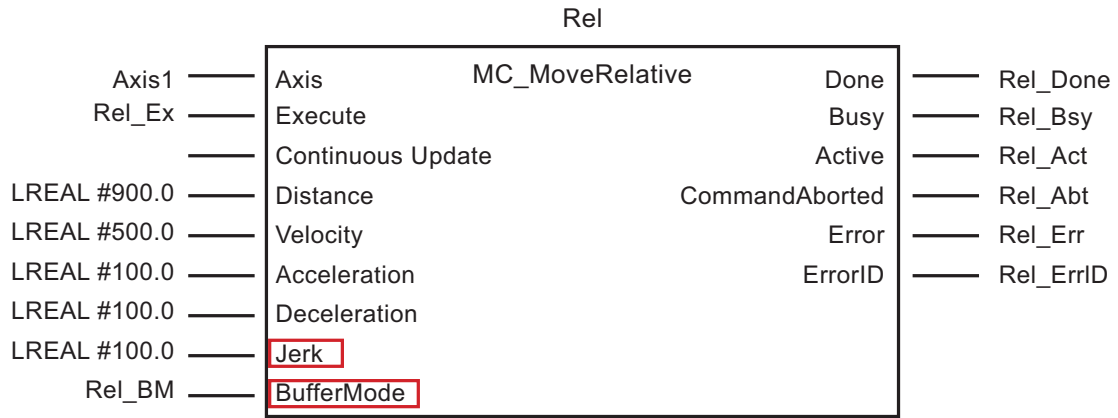 Rel
MC_MoveRelative
Axis1 Axis Done Rel_Done
Rel_Ex Execute Busy Rel_Bsy
Continuous Update Active Rel_Act
LREAL #900.0 Distance CommandAborted Rel_Abt
LREAL #500.0 Velocity Error Rel_Err
LREAL #100.0 Acceleration ErrorID Rel_ErrID
LREAL #100.0 Deceleration
LREAL #100.0 Jerk
Rel_BM BufferMode